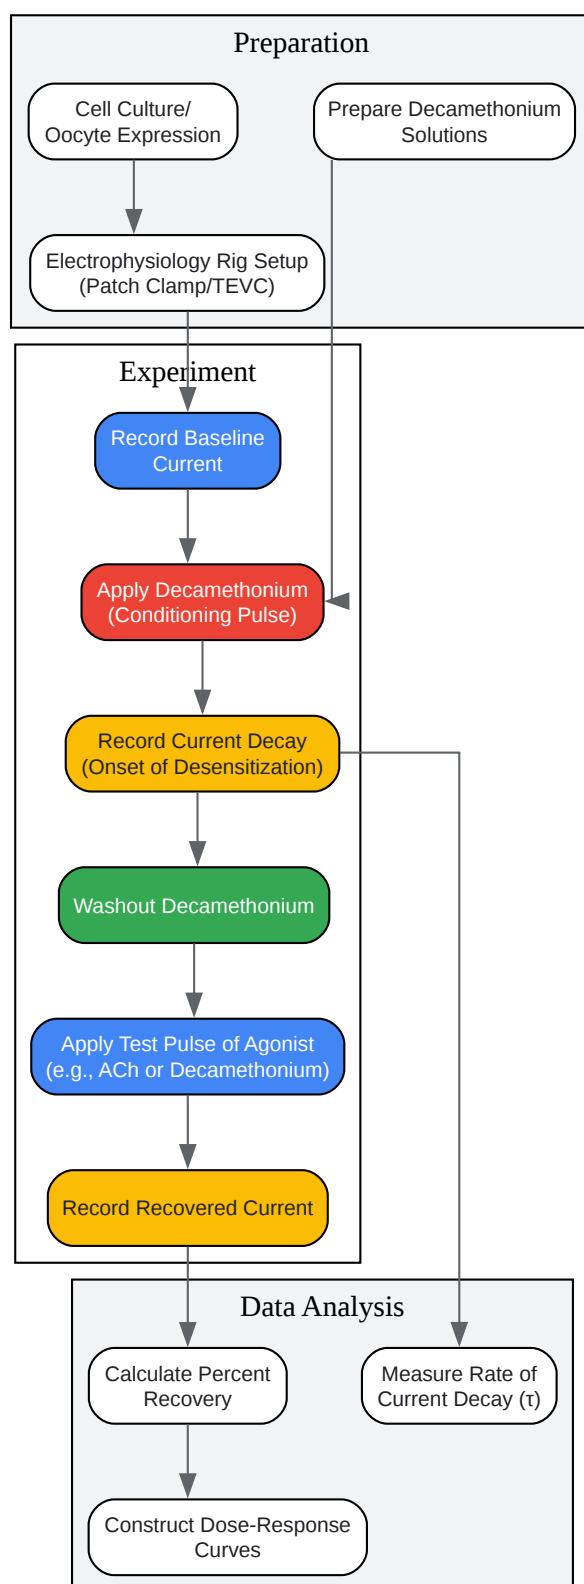 Preparation
Cell Culture/
Oocyte Expression
Prepare Decamethonium
Solutions
Electrophysiology Rig Setup
(Patch Clamp/TEVC)
Experiment
Record Baseline
Current
Apply Decamethonium
(Conditioning Pulse)
Record Current Decay
(Onset of Desensitization)
Washout Decamethonium
Apply Test Pulse of Agonist
(e.g., ACh or Decamethonium)
Record Recovered Current
Data Analysis
Calculate Percent
Recovery
Measure Rate of
Current Decay (τ)
Construct Dose-Response
Curves